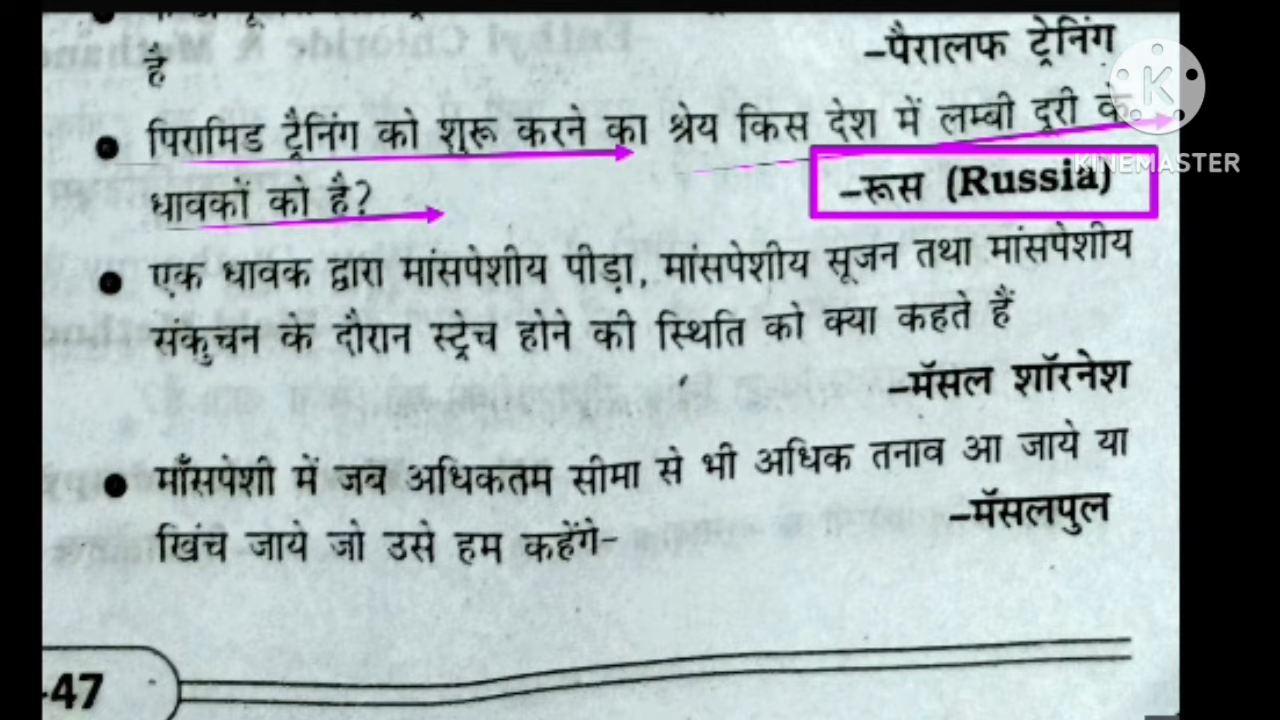 है
–पैरालफ ट्रेनिंग
पिरामिड ट्रैनिंग को शुरू करने का श्रेय किस देश में लम्बी दूरी के
धावकों को है?
–रूस (Russia)
KINEMASTER
एक धावक द्वारा मांसपेशीय पीड़ा, मांसपेशीय सूजन तथा मांसपेशीय
संकुचन के दौरान स्ट्रेच होने की स्थिति को क्या कहते हैं
–मॅसल शॉरनेश
माँसपेशी में जब अधिकतम सीमा से भी अधिक तनाव आ जाये या
खिंच जाये जो उसे हम कहेंगे–
–मॅसलपुल
-47